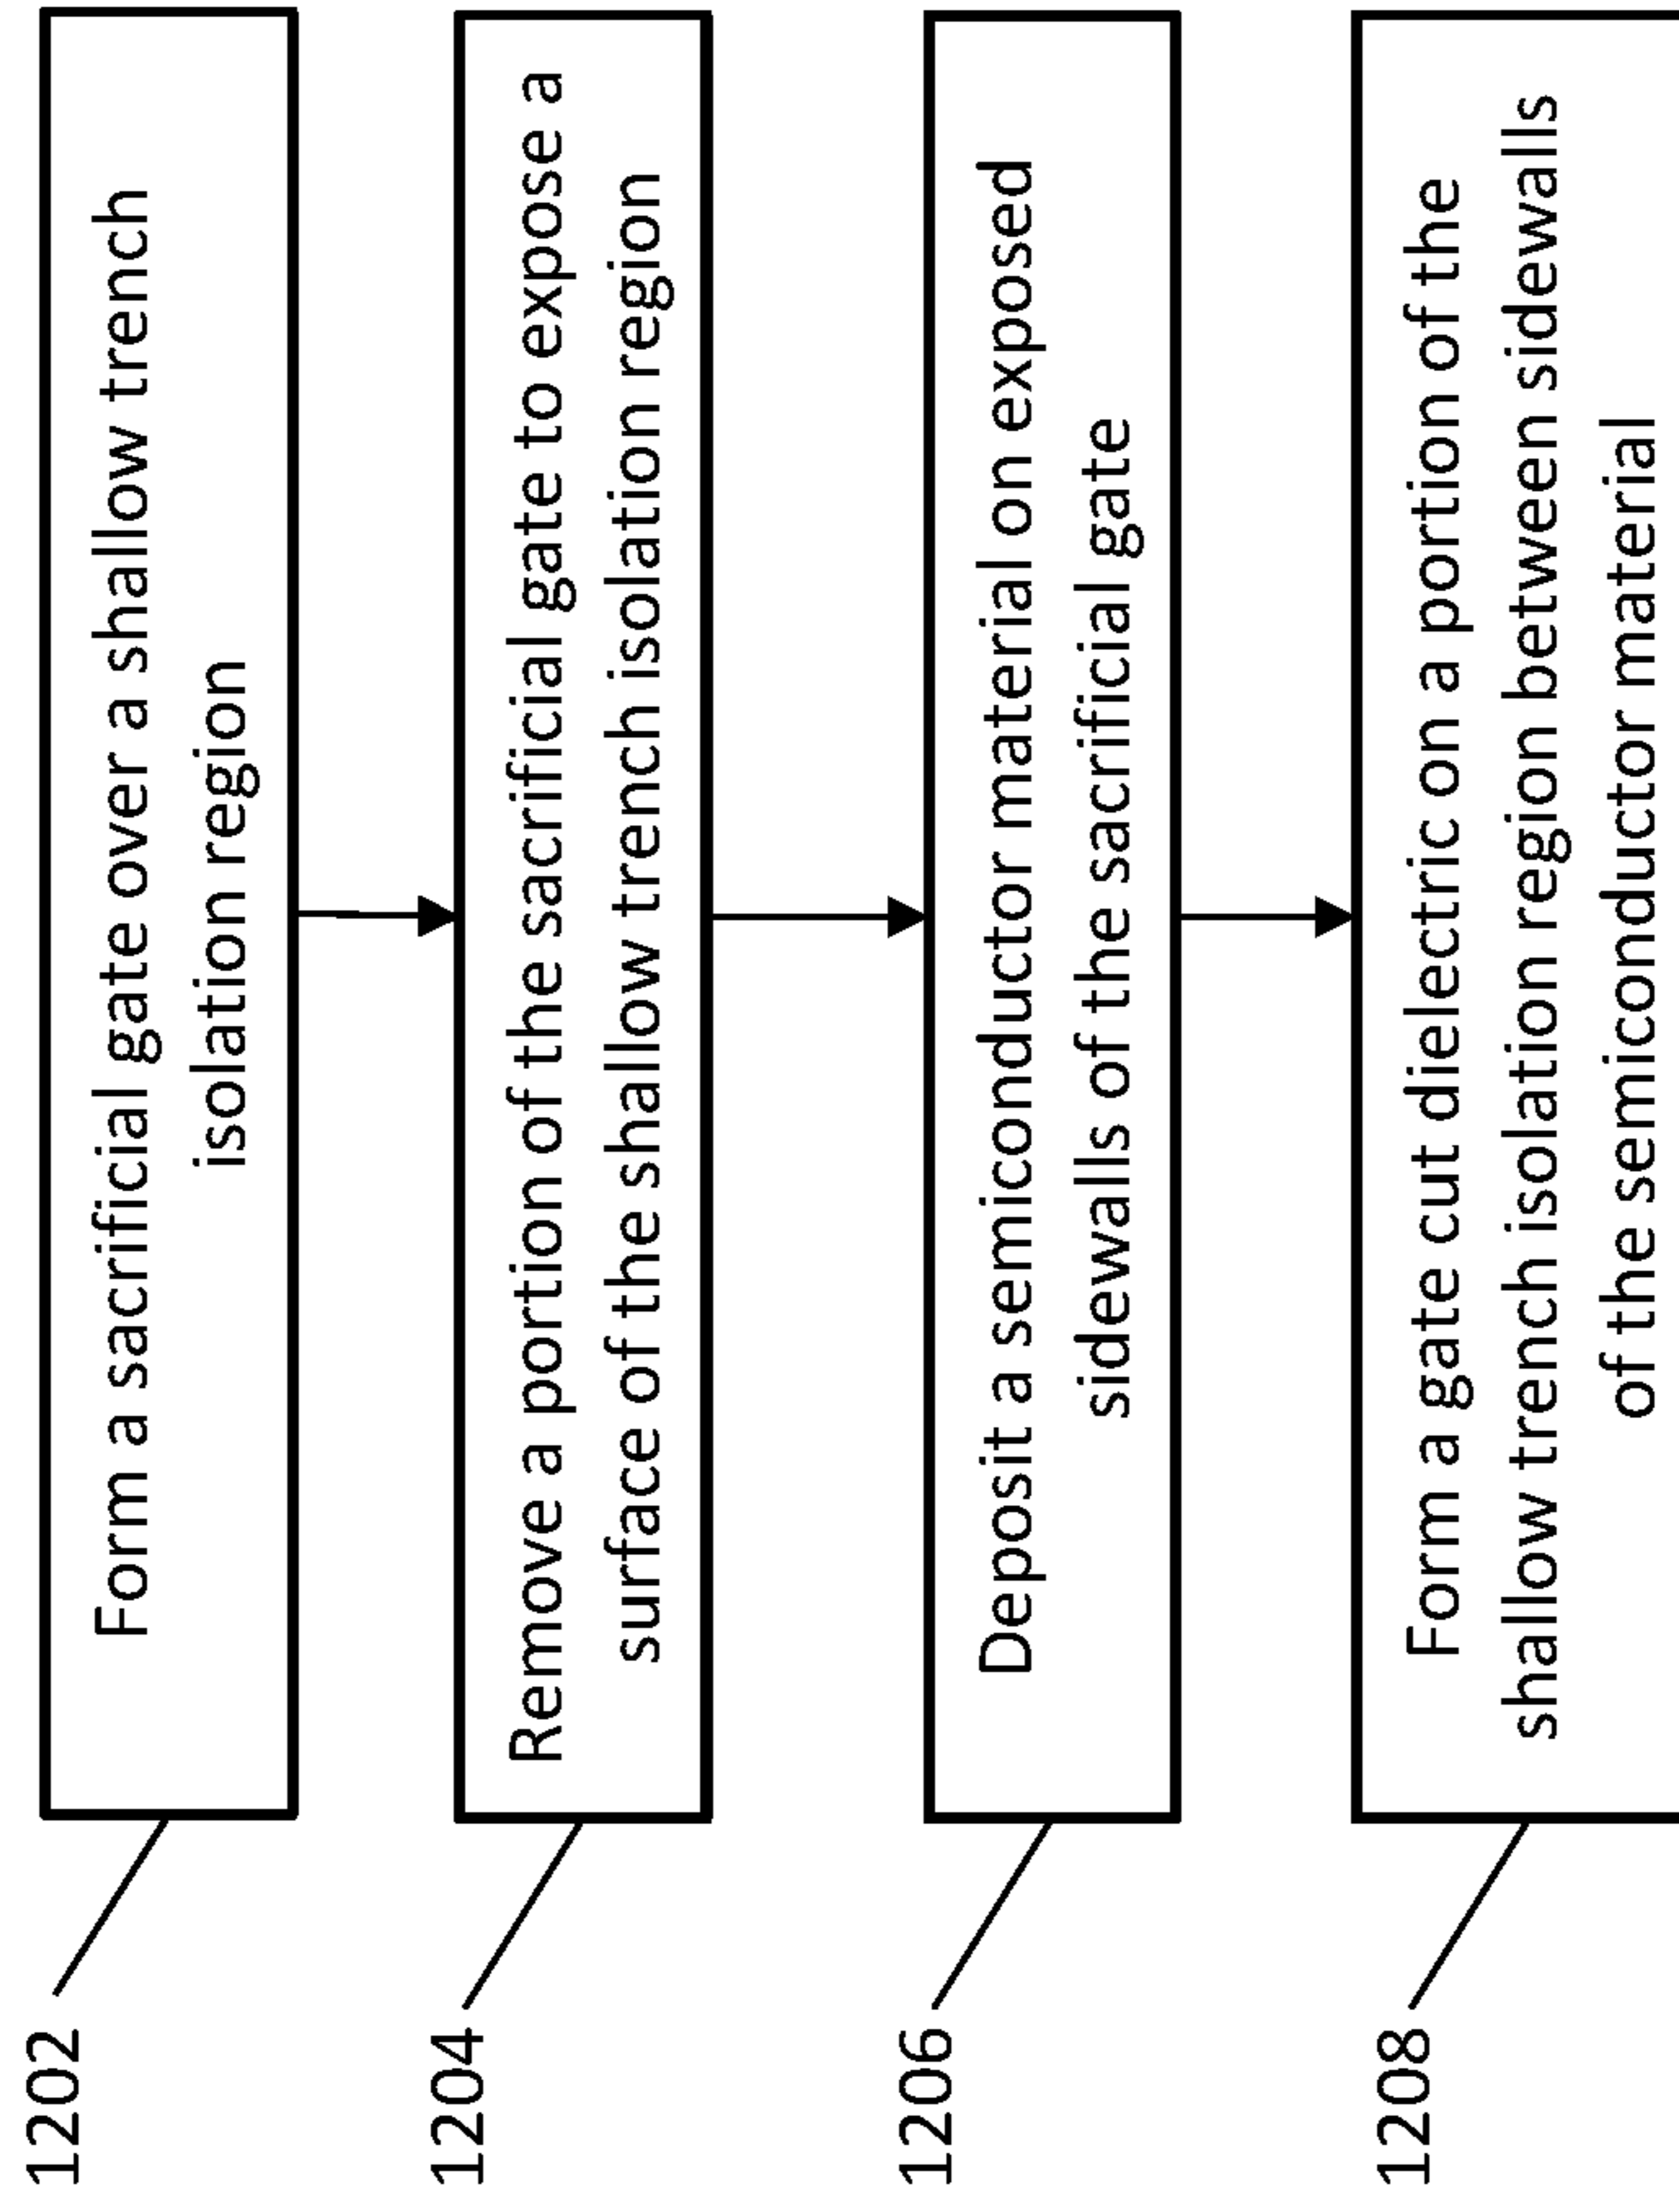 1202
Form a sacrificial gate over a shallow trench
isolation region
1204
Remove a portion of the sacrificial gate to expose a
surface of the shallow trench isolation region
1206
Deposit a semiconductor material on exposed
sidewalls of the sacrificial gate
1208
Form a gate cut dielectric on a portion of the
shallow trench isolation region between sidewalls
of the semiconductor material